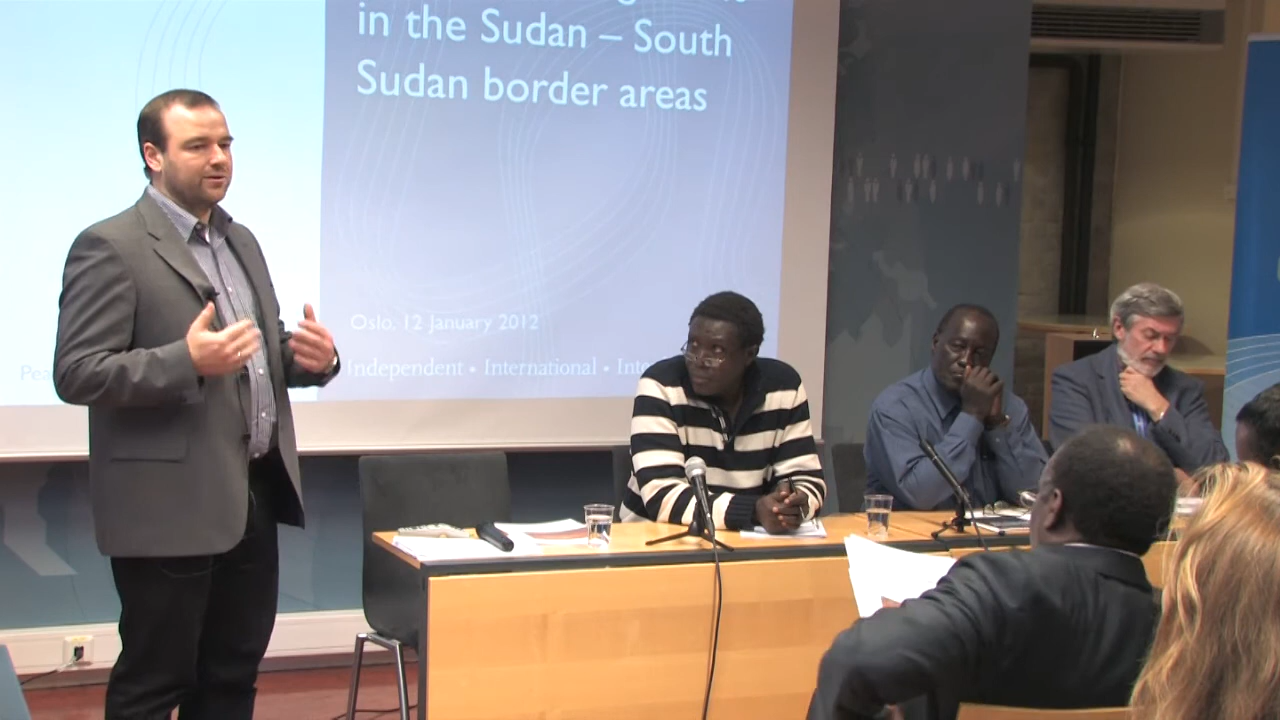 in the Sudan – South
Sudan border areas
Oslo, 12 January 2012
Independent • International •